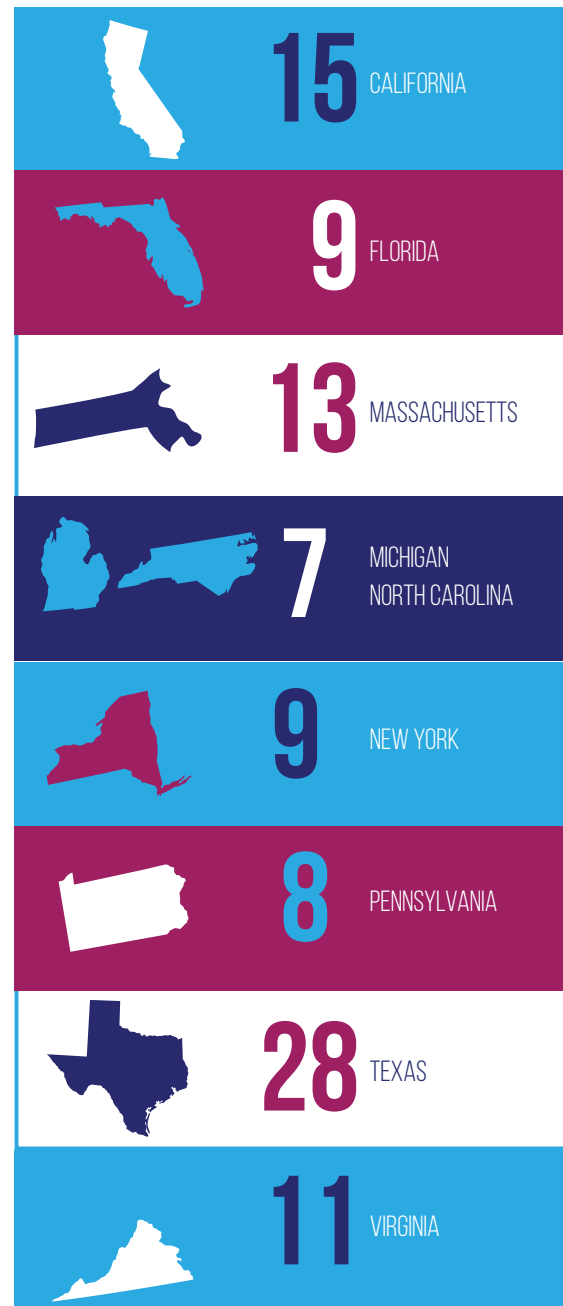 15 CALIFORNIA
9 FLORIDA
13 MASSACHUSETTS
7 MICHIGAN
NORTH CAROLINA
9 NEW YORK
8 PENNSYLVANIA
28 TEXAS
11 VIRGINIA